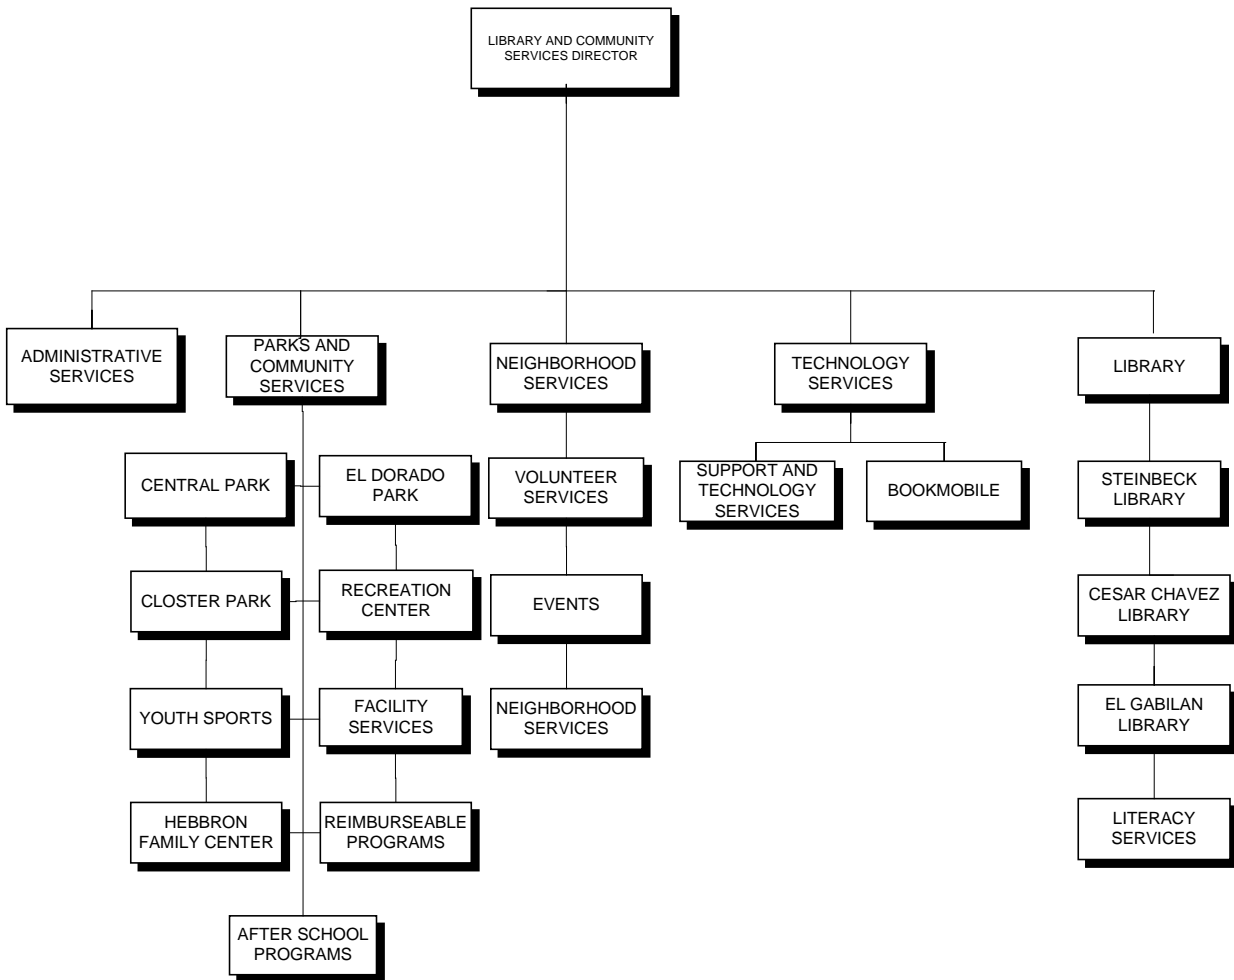 LIBRARY AND COMMUNITY
SERVICES DIRECTOR
ADMINISTRATIVE
SERVICES
PARKS AND
COMMUNITY
SERVICES
NEIGHBORHOOD
SERVICES
TECHNOLOGY
SERVICES
LIBRARY
CENTRAL PARK
EL DORADO
PARK
VOLUNTEER
SERVICES
SUPPORT AND
TECHNOLOGY
SERVICES
BOOKMOBILE
STEINBECK
LIBRARY
CLOSTER PARK
RECREATION
CENTER
EVENTS
CESAR CHAVEZ
LIBRARY
YOUTH SPORTS
FACILITY
SERVICES
NEIGHBORHOOD
SERVICES
EL GABILAN
LIBRARY
HEBBRON
FAMILY CENTER
REIMBURSEABLE
PROGRAMS
LITERACY
SERVICES
AFTER SCHOOL
PROGRAMS